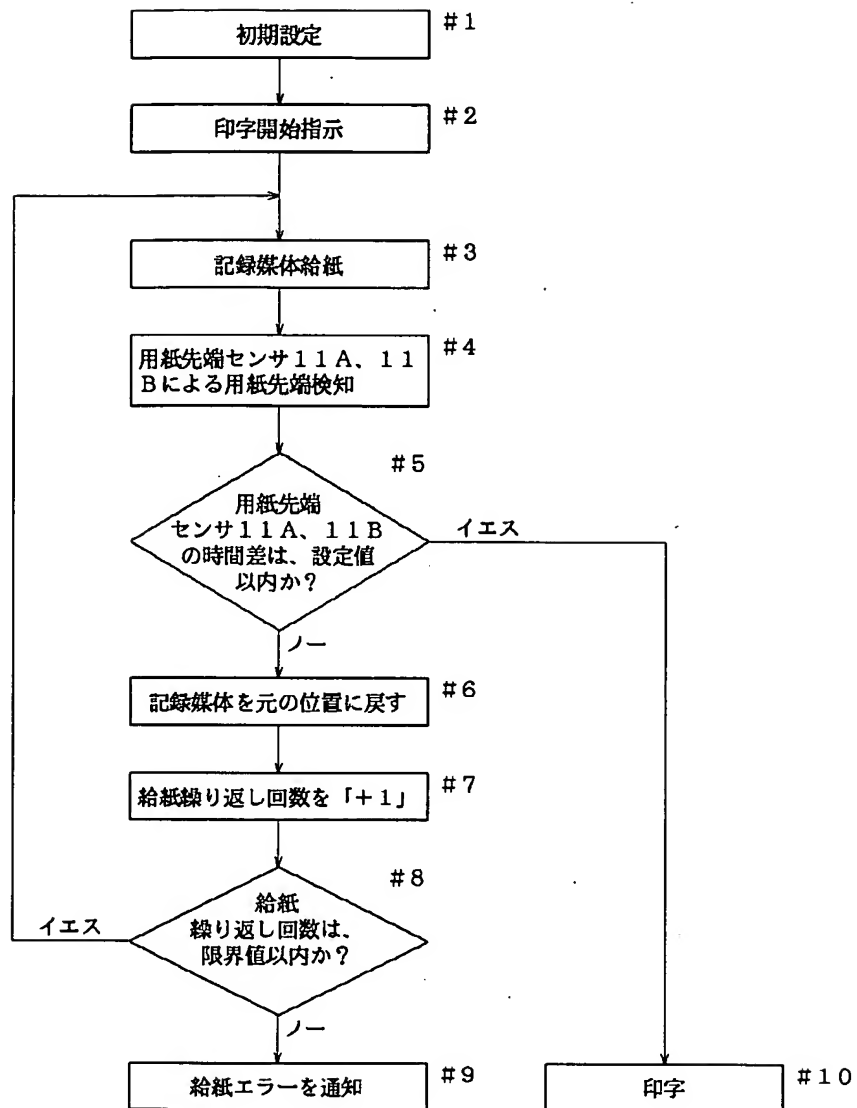 初期設定
#1
印字開始指示
#2
記録媒体給紙
#3
用紙先端センサ11A、11
Bによる用紙先端検知
#4
#5
用紙先端
センサ11A、11B
の時間差は、設定値
以内か?
イエス
ノー
記録媒体を元の位置に戻す
#6
給紙繰り返し回数を「+1」
#7
#8
給紙
繰り返し回数は、
限界値以内か?
イエス
ノー
給紙エラーを通知
#9
印字
#10